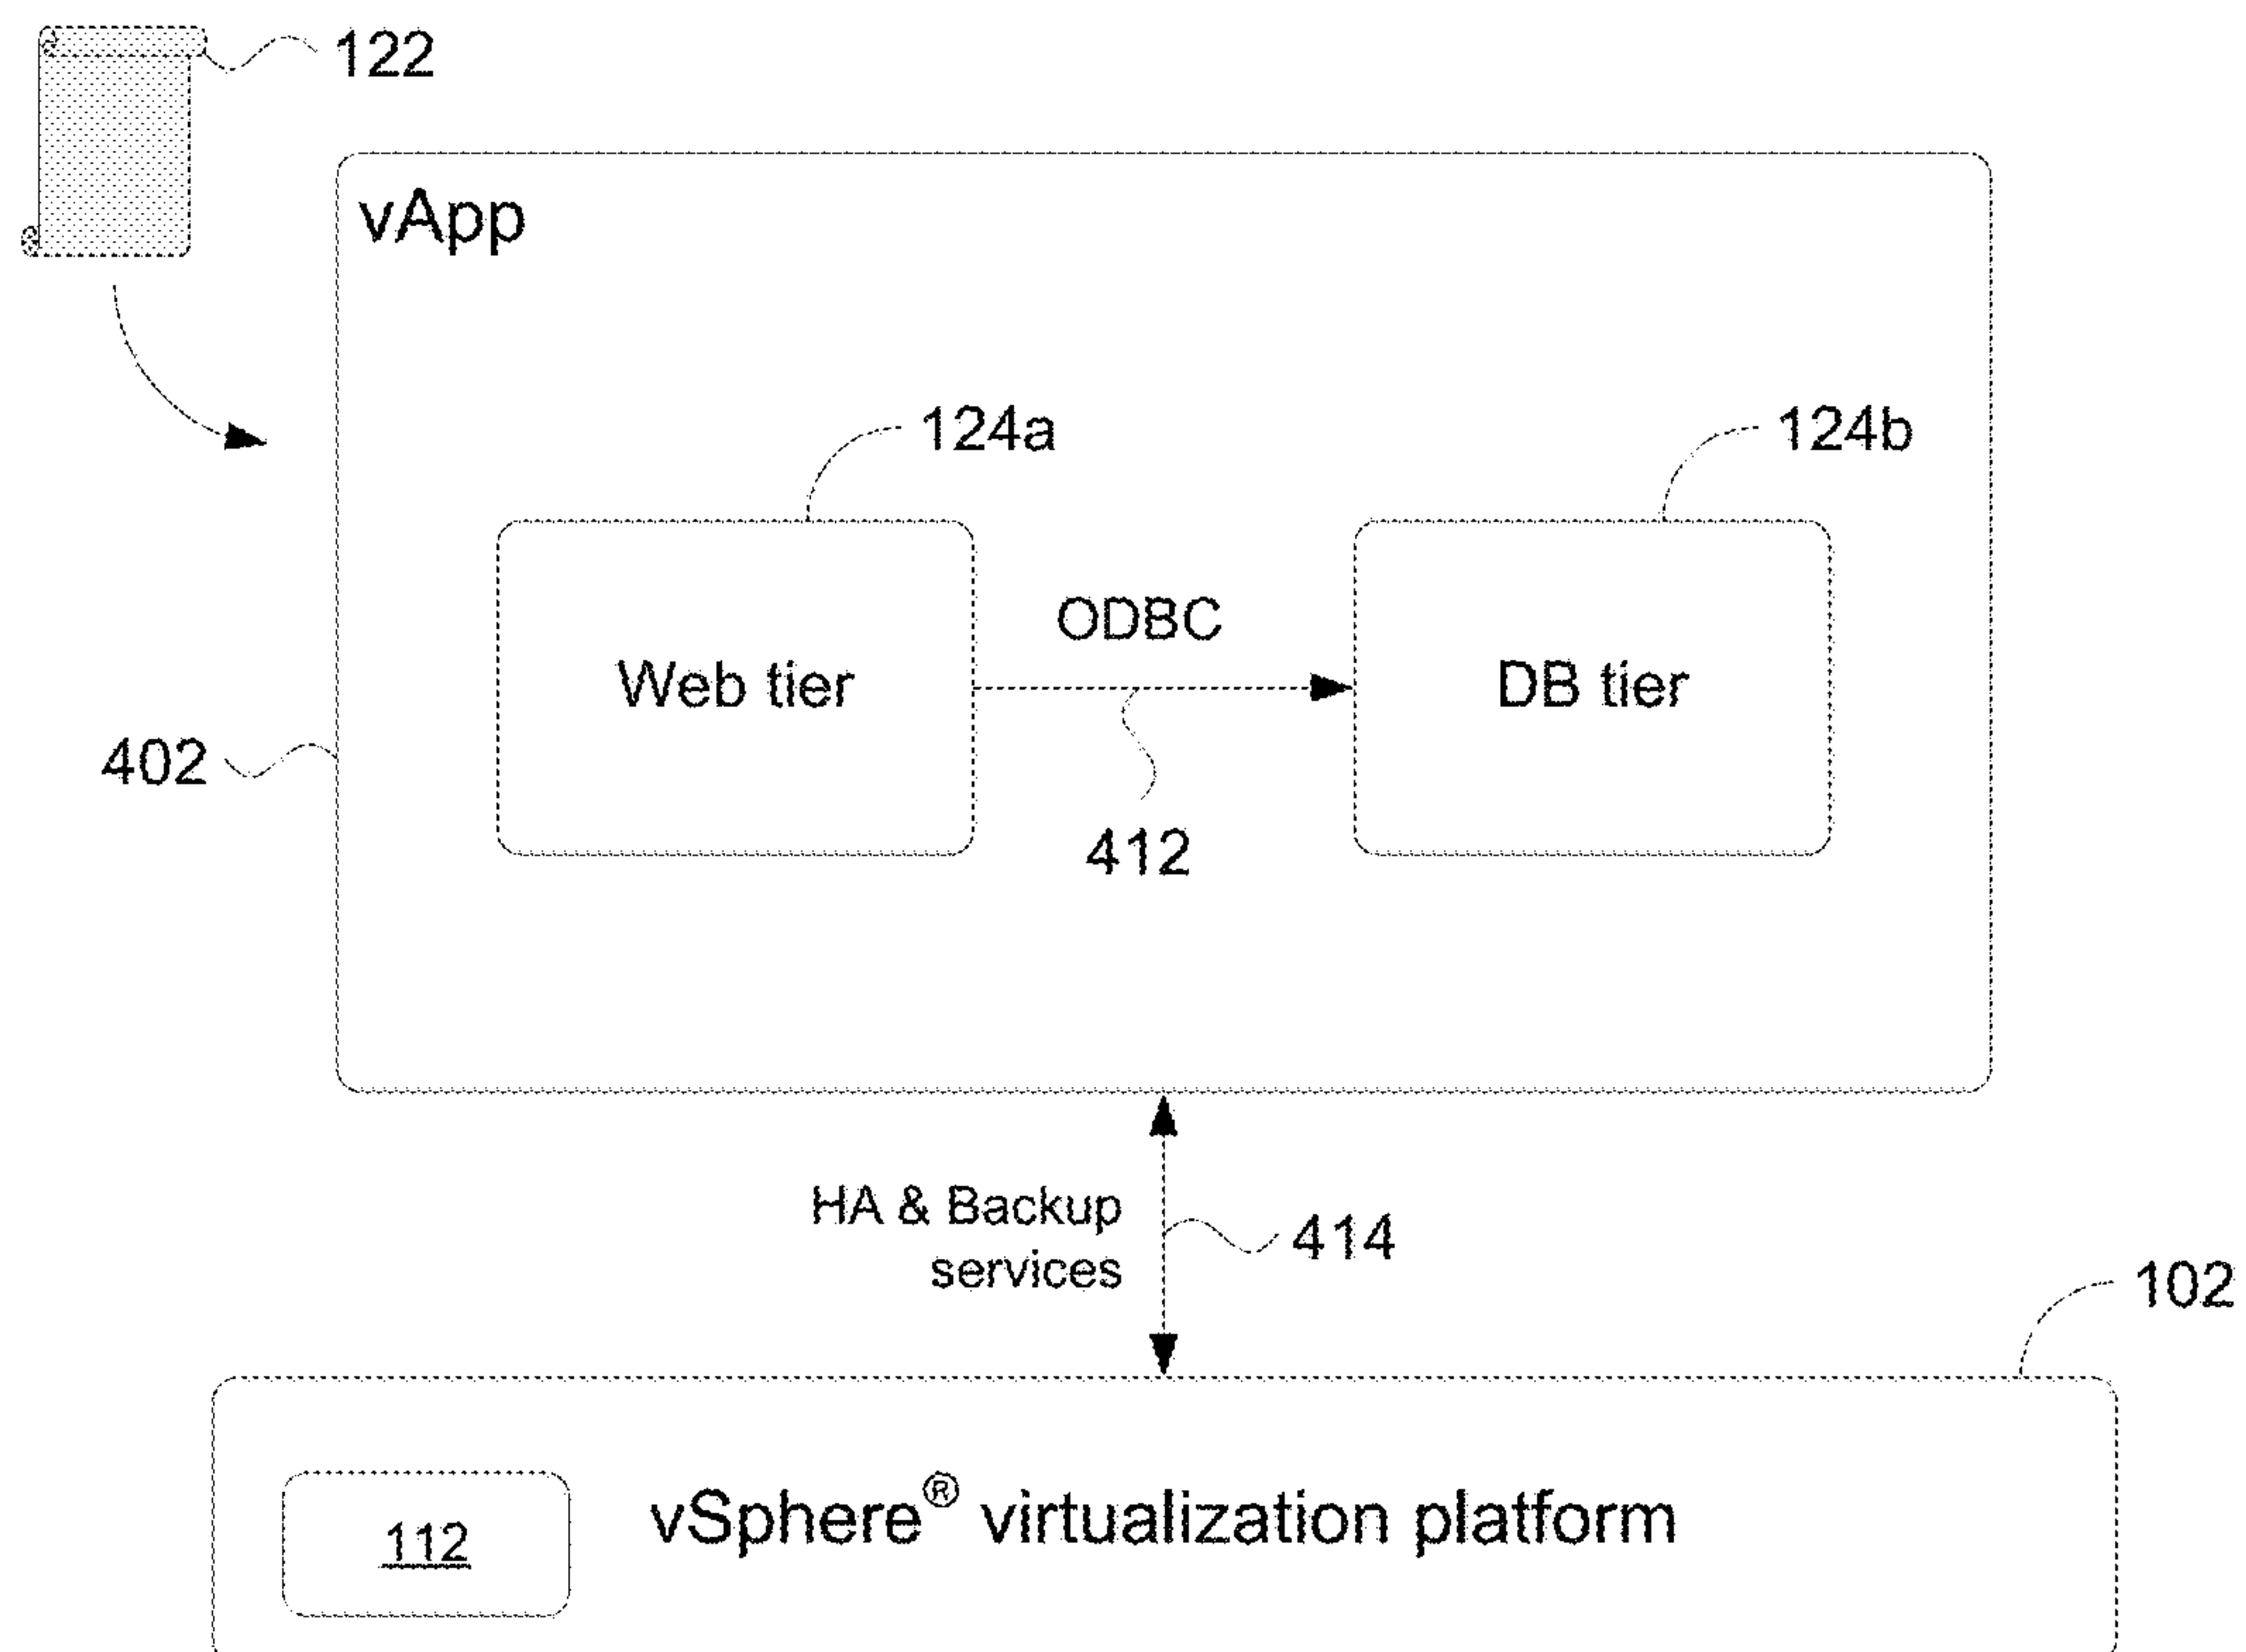 122
vApp
124a
124b
ODBC
Web tier
DB tier
402
412
HA & Backup
services
414
102
vSphere® virtualization platform
112